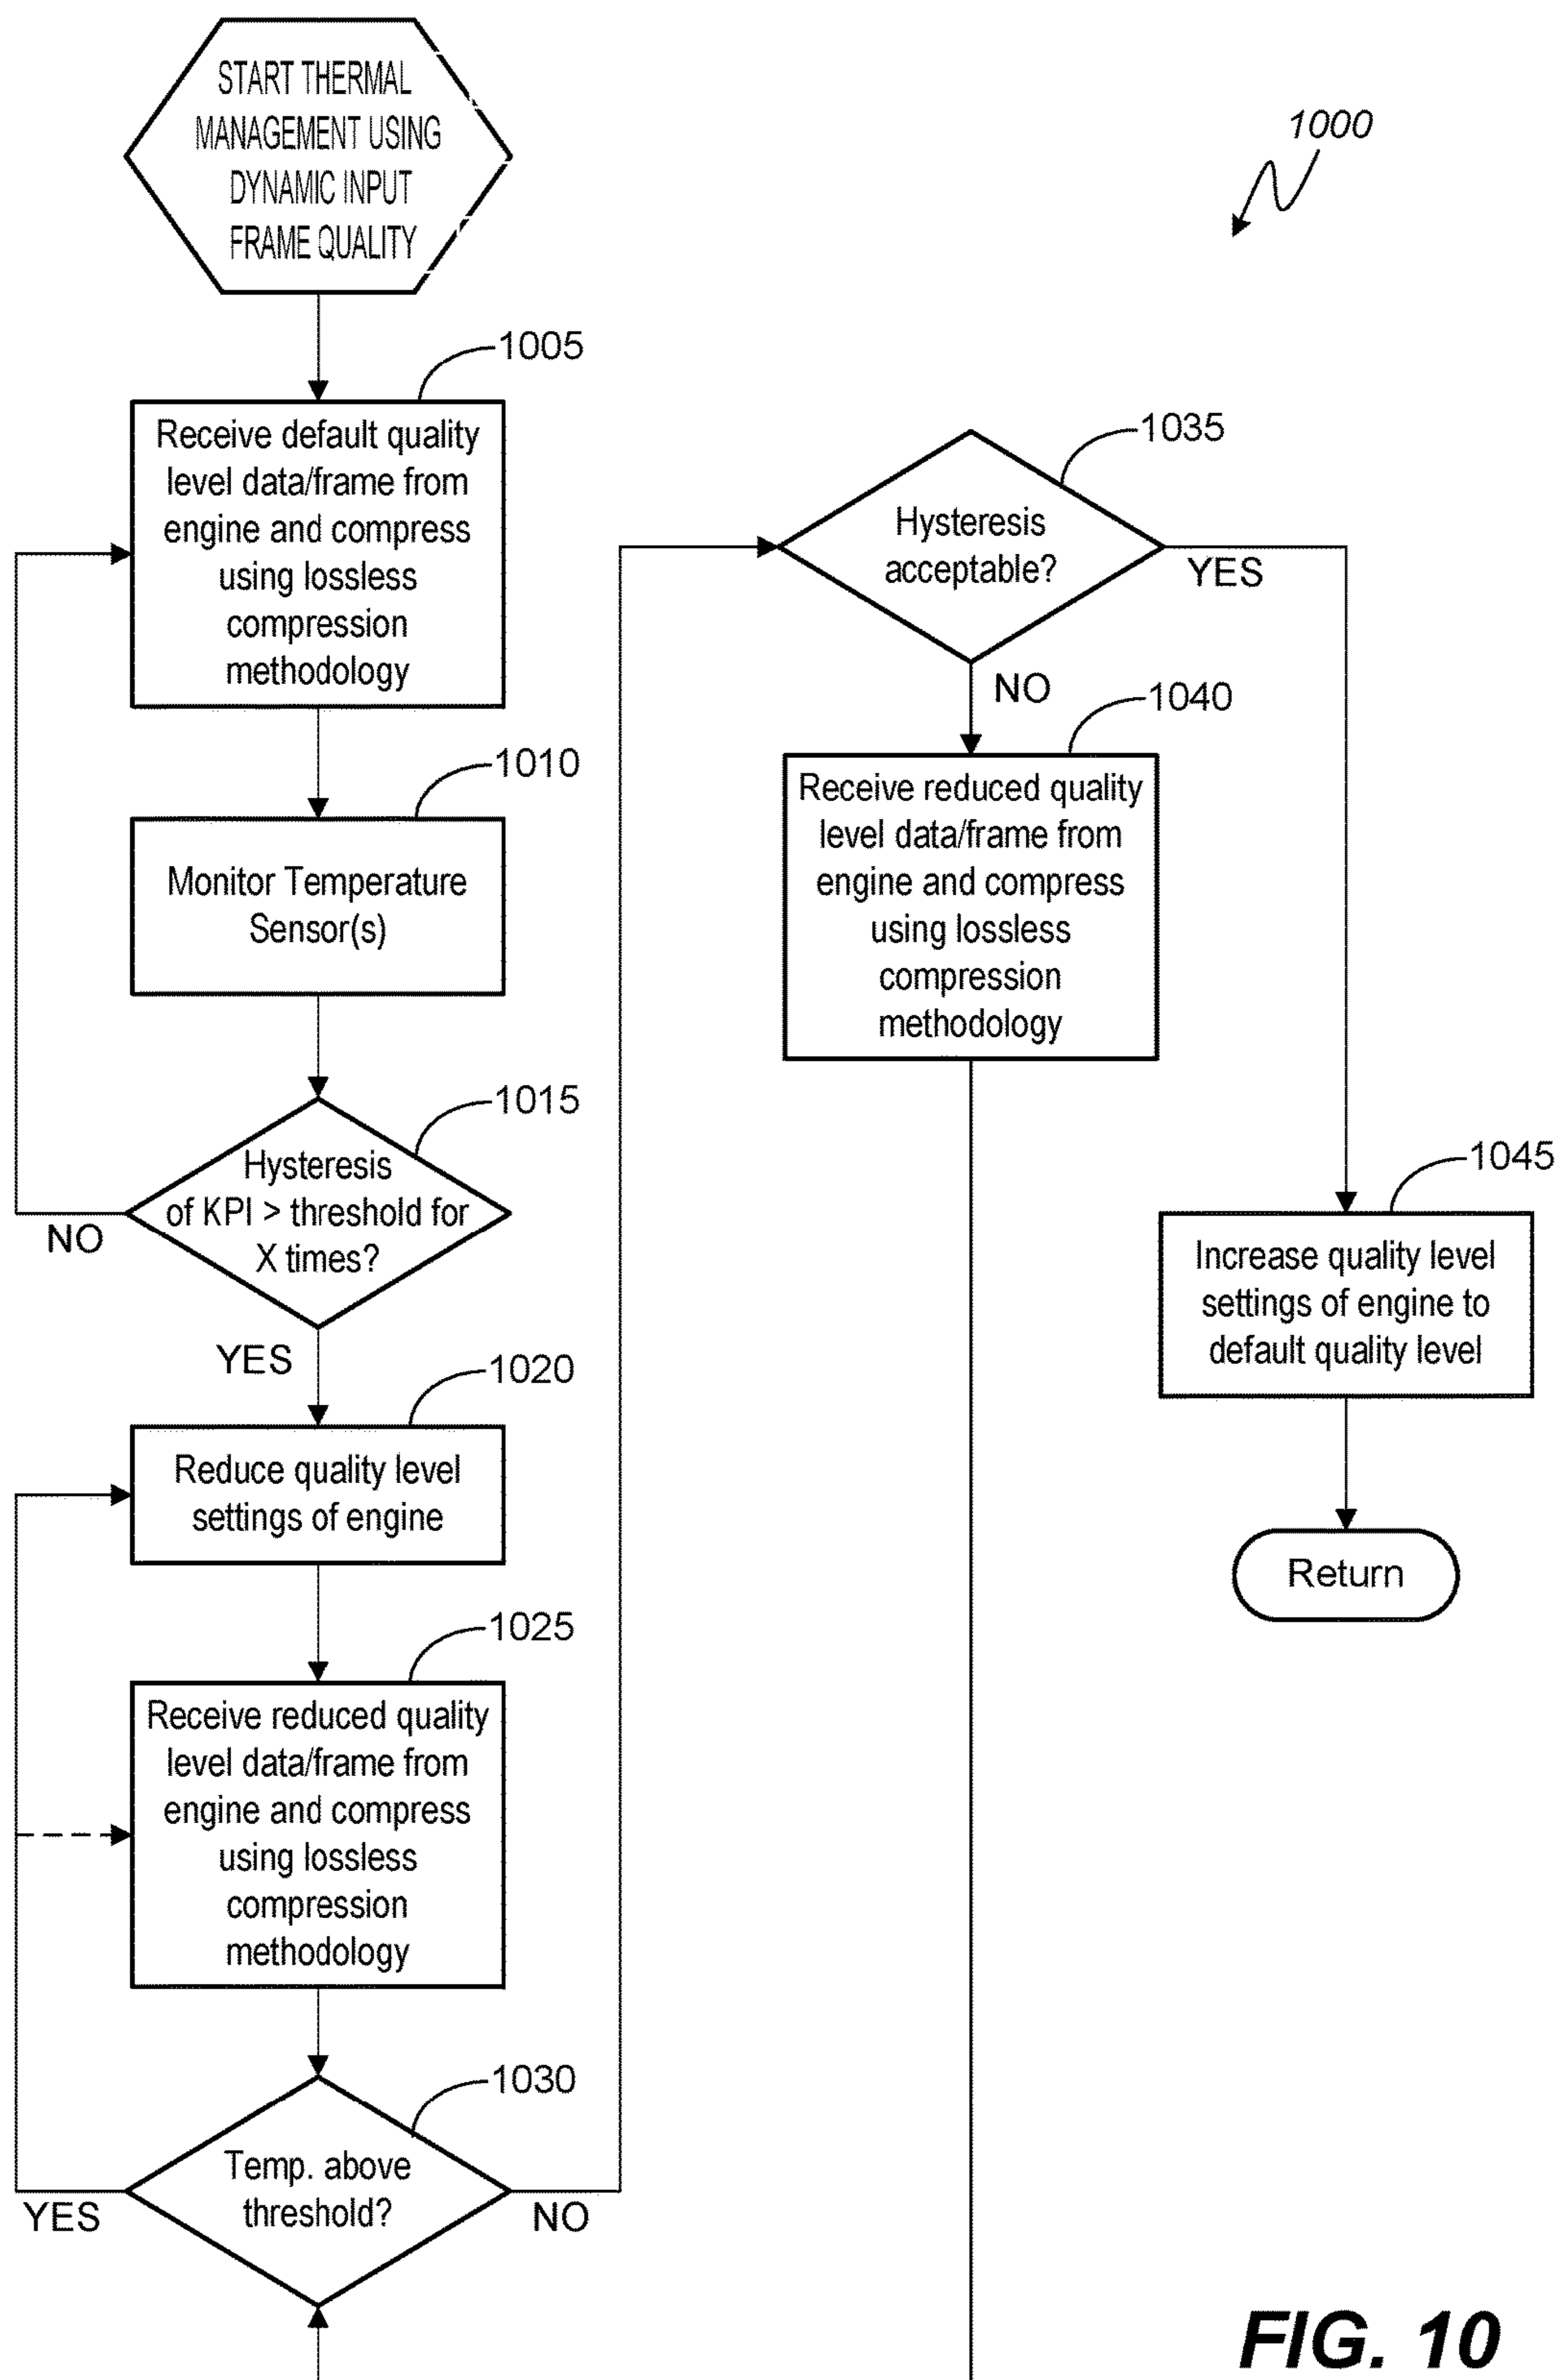 START THERMAL
MANAGEMENT USING
DYNAMIC INPUT
FRAME QUALITY
1000
1005
Receive default quality
level data/frame from
engine and compress
using lossless
compression
methodology
1010
Monitor Temperature
Sensor(s)
1015
Hysteresis
of KPI > threshold for
X times?
NO
YES
1020
Reduce quality level
settings of engine
1025
Receive reduced quality
level data/frame from
engine and compress
using lossless
compression
methodology
1030
Temp. above
threshold?
YES
NO
1035
Hysteresis
acceptable?
YES
NO
1040
Receive reduced quality
level data/frame from
engine and compress
using lossless
compression
methodology
1045
Increase quality level
settings of engine to
default quality level
Return
FIG. 10